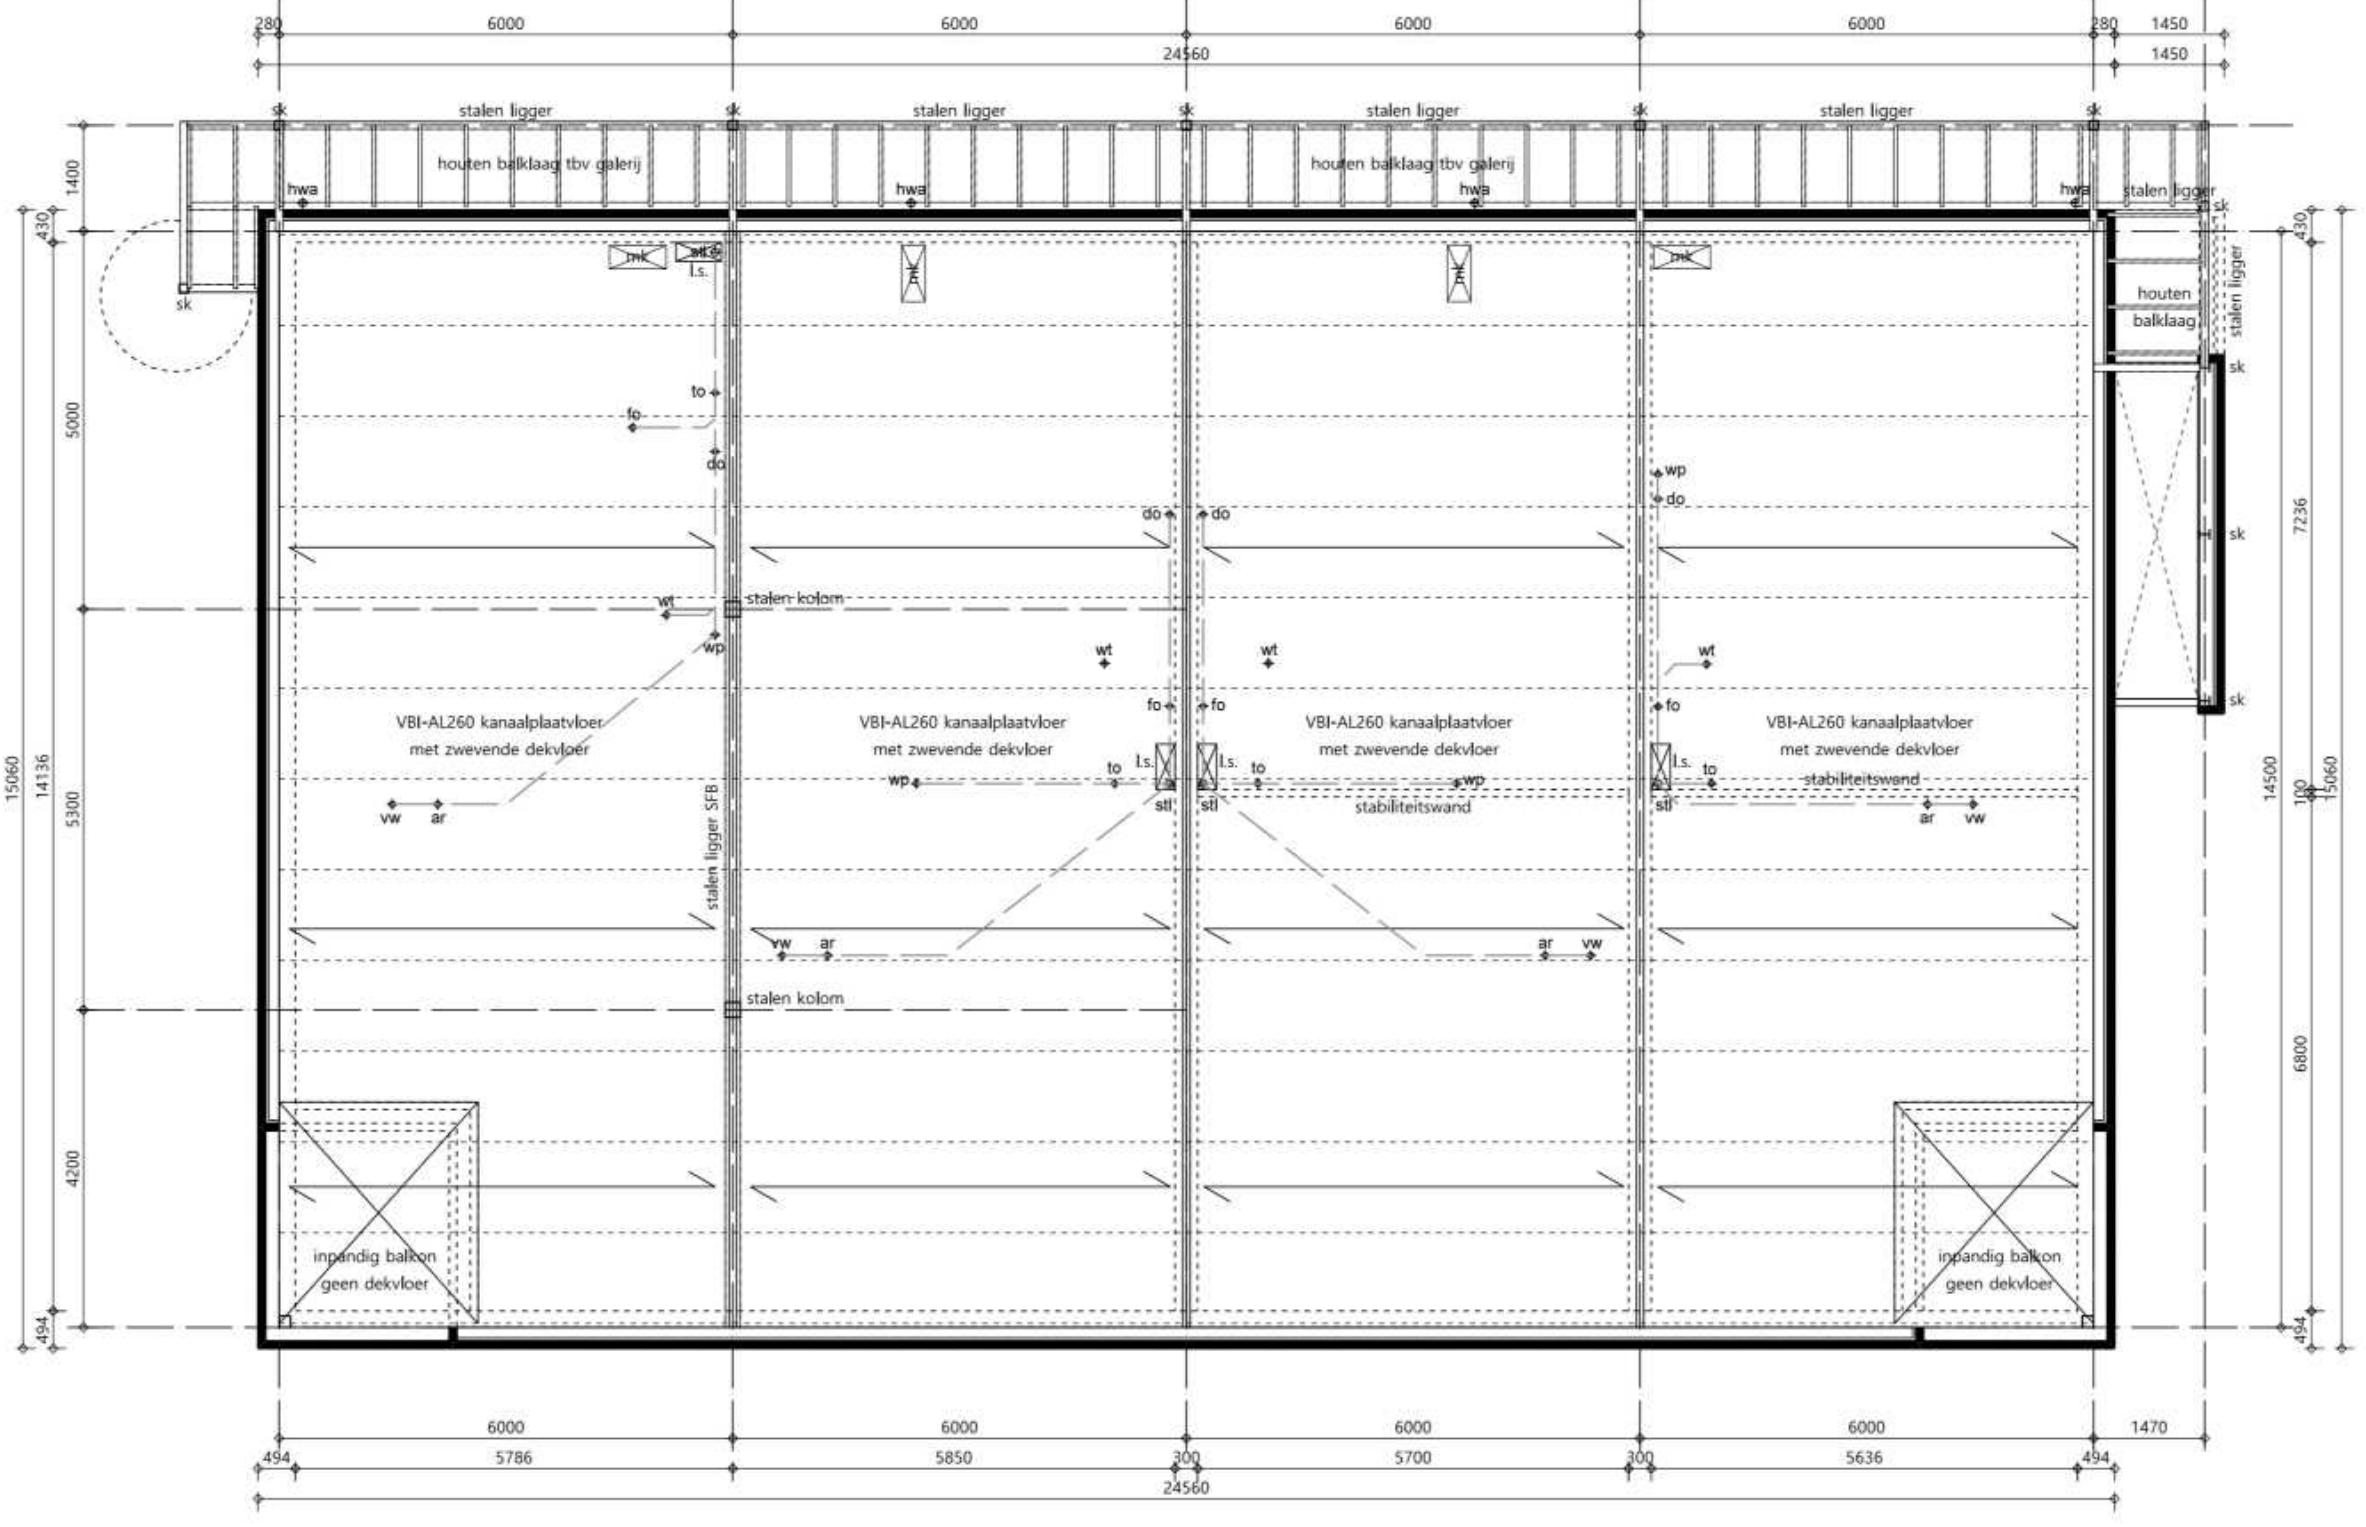 280 6000 6000 6000 6000 280 1450
24560 1450
sk stalen ligger sk stalen ligger sk stalen ligger sk stalen ligger sk
houten balklaag tbv galerij houten balklaag tbv galerij
1400
hwa hwa hwa hwa stalen ligger
sk
430 430
mk stl mk mk mk
l.s.
stalen ligger
sk
houten
balklaag
sk
to
fo
5000
do
wp
do
do do
7236
sk
stalen kolom
wt
wp
wt wt wt
fo fo fo
sk
VBI-AL260 kanaalplaatvloer VBI-AL260 kanaalplaatvloer VBI-AL260 kanaalplaatvloer VBI-AL260 kanaalplaatvloer
met zwevende dekvloer met zwevende dekvloer met zwevende dekvloer met zwevende dekvloer
15060 14136 5300
l.s. l.s. l.s.
wp to to wp to stabiliteitswand
14500 100 15060
stl stl stabiliteitswand stl
vw ar ar vw
stalen ligger SFB
vw ar ar vw
stalen kolom
6800
4200
inpandig balkon inpandig balkon
geen dekvloer geen dekvloer
494 494
6000 6000 6000 6000 1470
494 5786 5850 300 5700 300 5636 494
24560